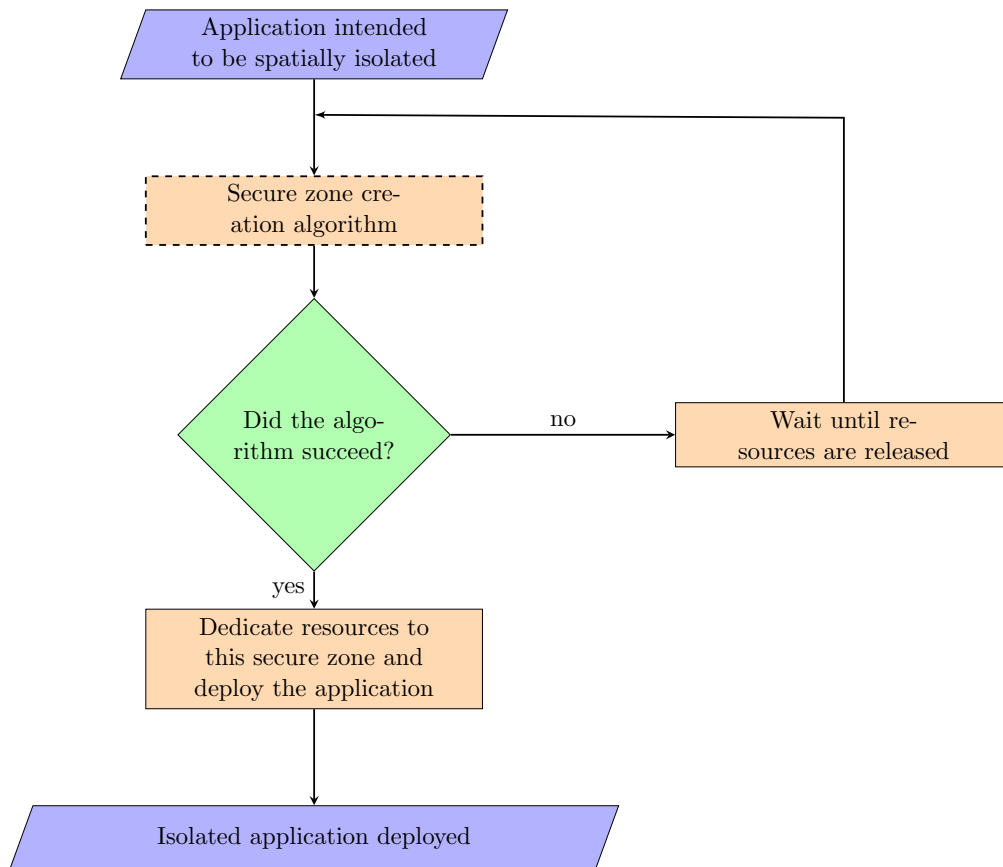 Application intended
to be spatially isolated
Secure zone cre-
ation algorithm
Did the algo-
rithm succeed?
no
Wait until re-
sources are released
yes
Dedicate resources to
this secure zone and
deploy the application
Isolated application deployed